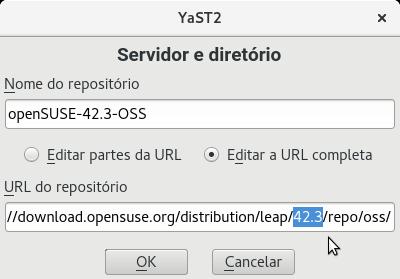 YaST2
Servidor e diretório
Nome do repositório
openSUSE-42.3-OSS
Editar partes da URL
Editar a URL completa
URL do repositório
//download.opensuse.org/distribution/leap/42.3/repo/oss/
OK
Cancelar